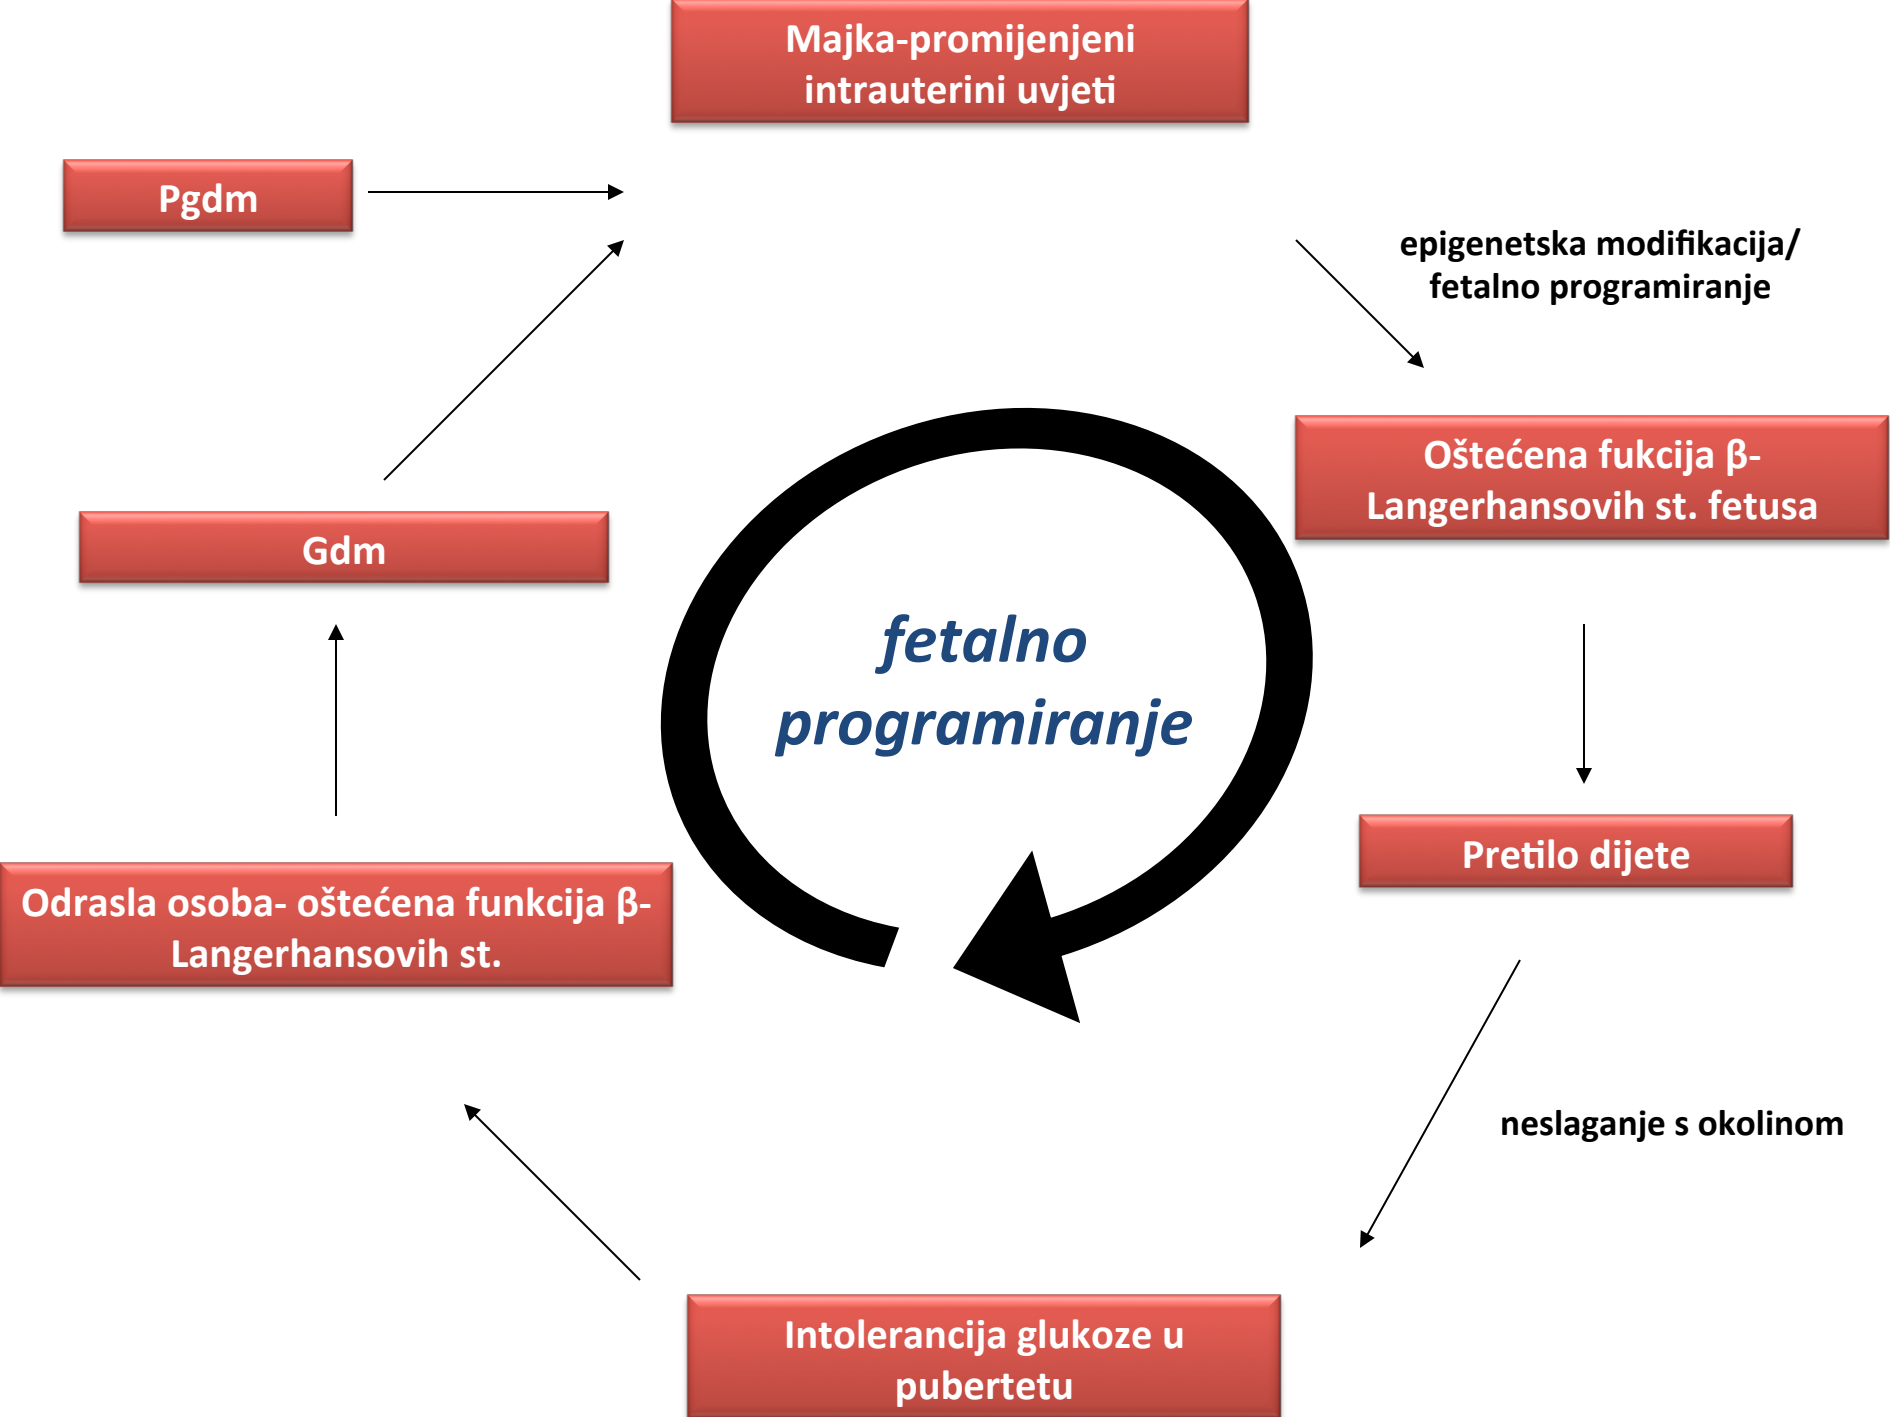 Majka-promijenjeni
intrauterini uvjeti
Pgdm
epigenetska modifikacija/
fetalno programiranje
Oštećena fukcija β-
Langerhansovih st. fetusa
Gdm
fetalno
programiranje
Pretilo dijete
Odrasla osoba- oštećena funkcija β-
Langerhansovih st.
neslaganje s okolinom
Intolerancija glukoze u
pubertetu